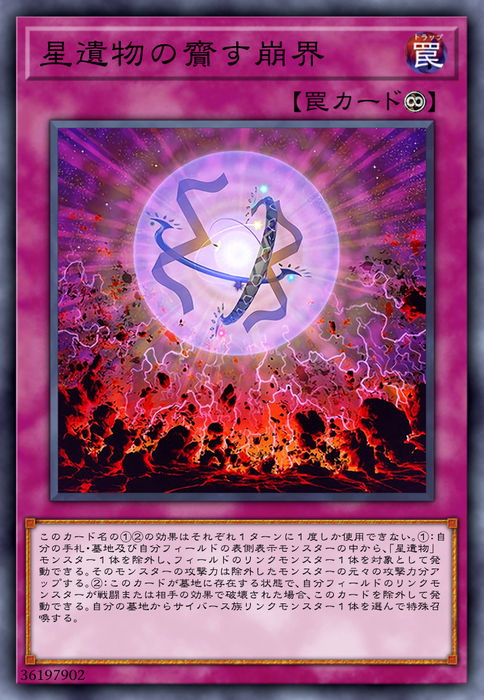 星遺物の齎す崩界
トラップ
罠
【罠カード】
このカード名の①②の効果はそれぞれ１ターンに１度しか使用できない。①：自
分の手札・墓地及び自分フィールドの表側表示モンスターの中から、「星遺物」
モンスター１体を除外し、フィールドのリンクモンスター１体を対象として発
動できる。そのモンスターの攻撃力は除外したモンスターの元々の攻撃力分ア
ップする。②：このカードが墓地に存在する状態で、自分フィールドのリンクモ
ンスターが戦闘または相手の効果で破壊された場合、このカードを除外して発
動できる。自分の墓地からサイバース族リンクモンスター１体を選んで特殊召
喚する。
36197902